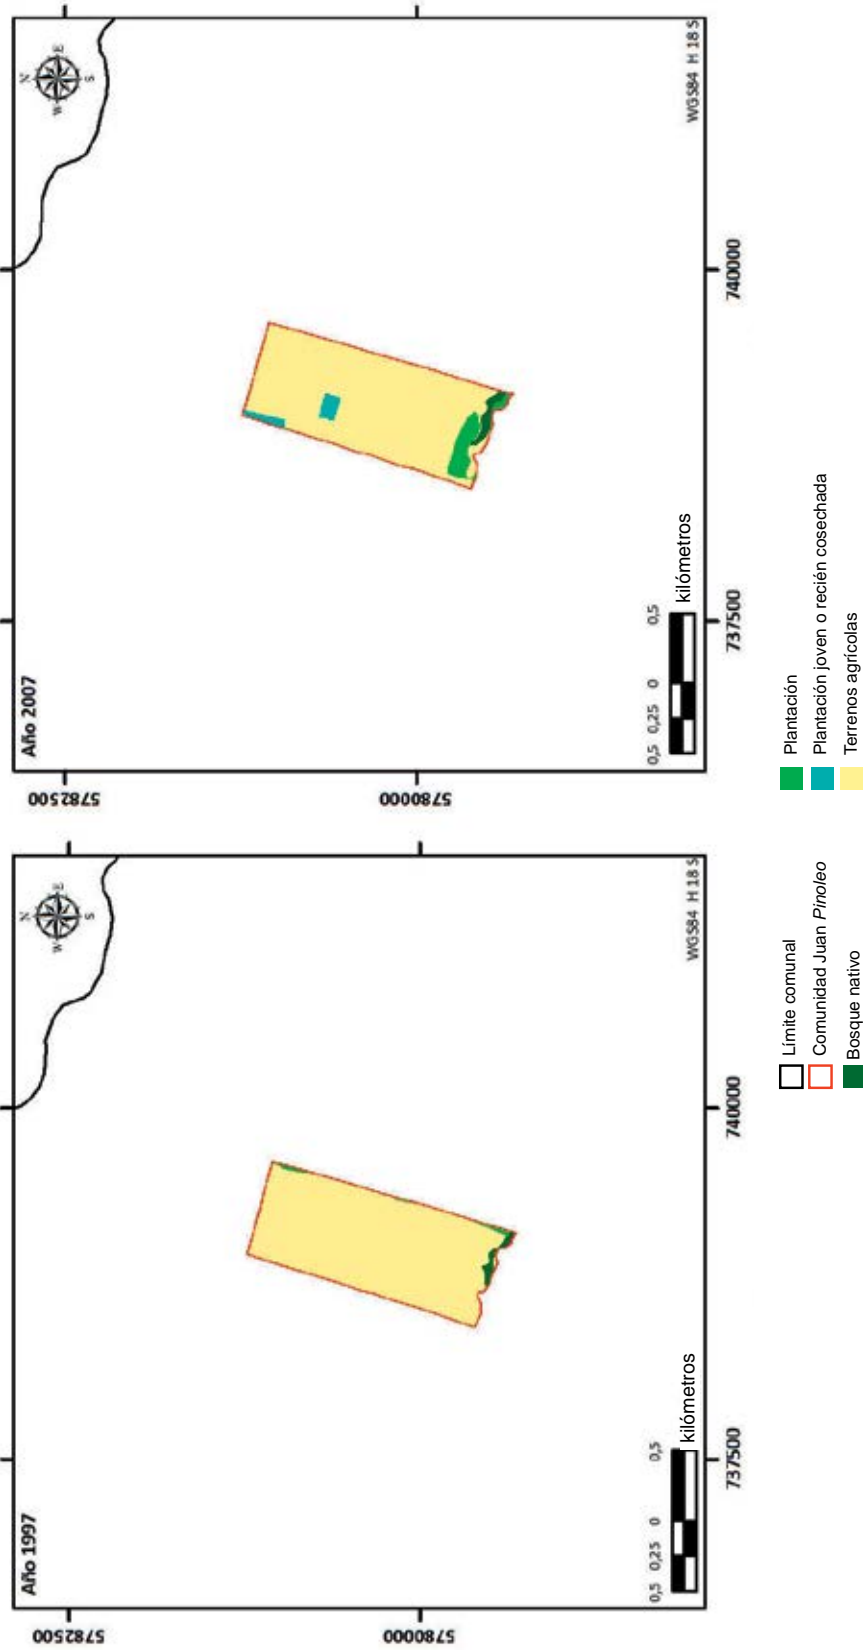 Año 1997
N
W
E
S
5782500
5780000
0,5 0,25 0 0,5
kilómetros
WGS84 H 18 S
737500
740000
Año 2007
N
W
E
S
5782500
5780000
0,5 0,25 0 0,5
kilómetros
WGS84 H 18 S
737500
740000
Límite comunal
Comunidad Juan Pinoleo
Bosque nativo
Plantación
Plantación joven o recién cosechada
Terrenos agrícolas